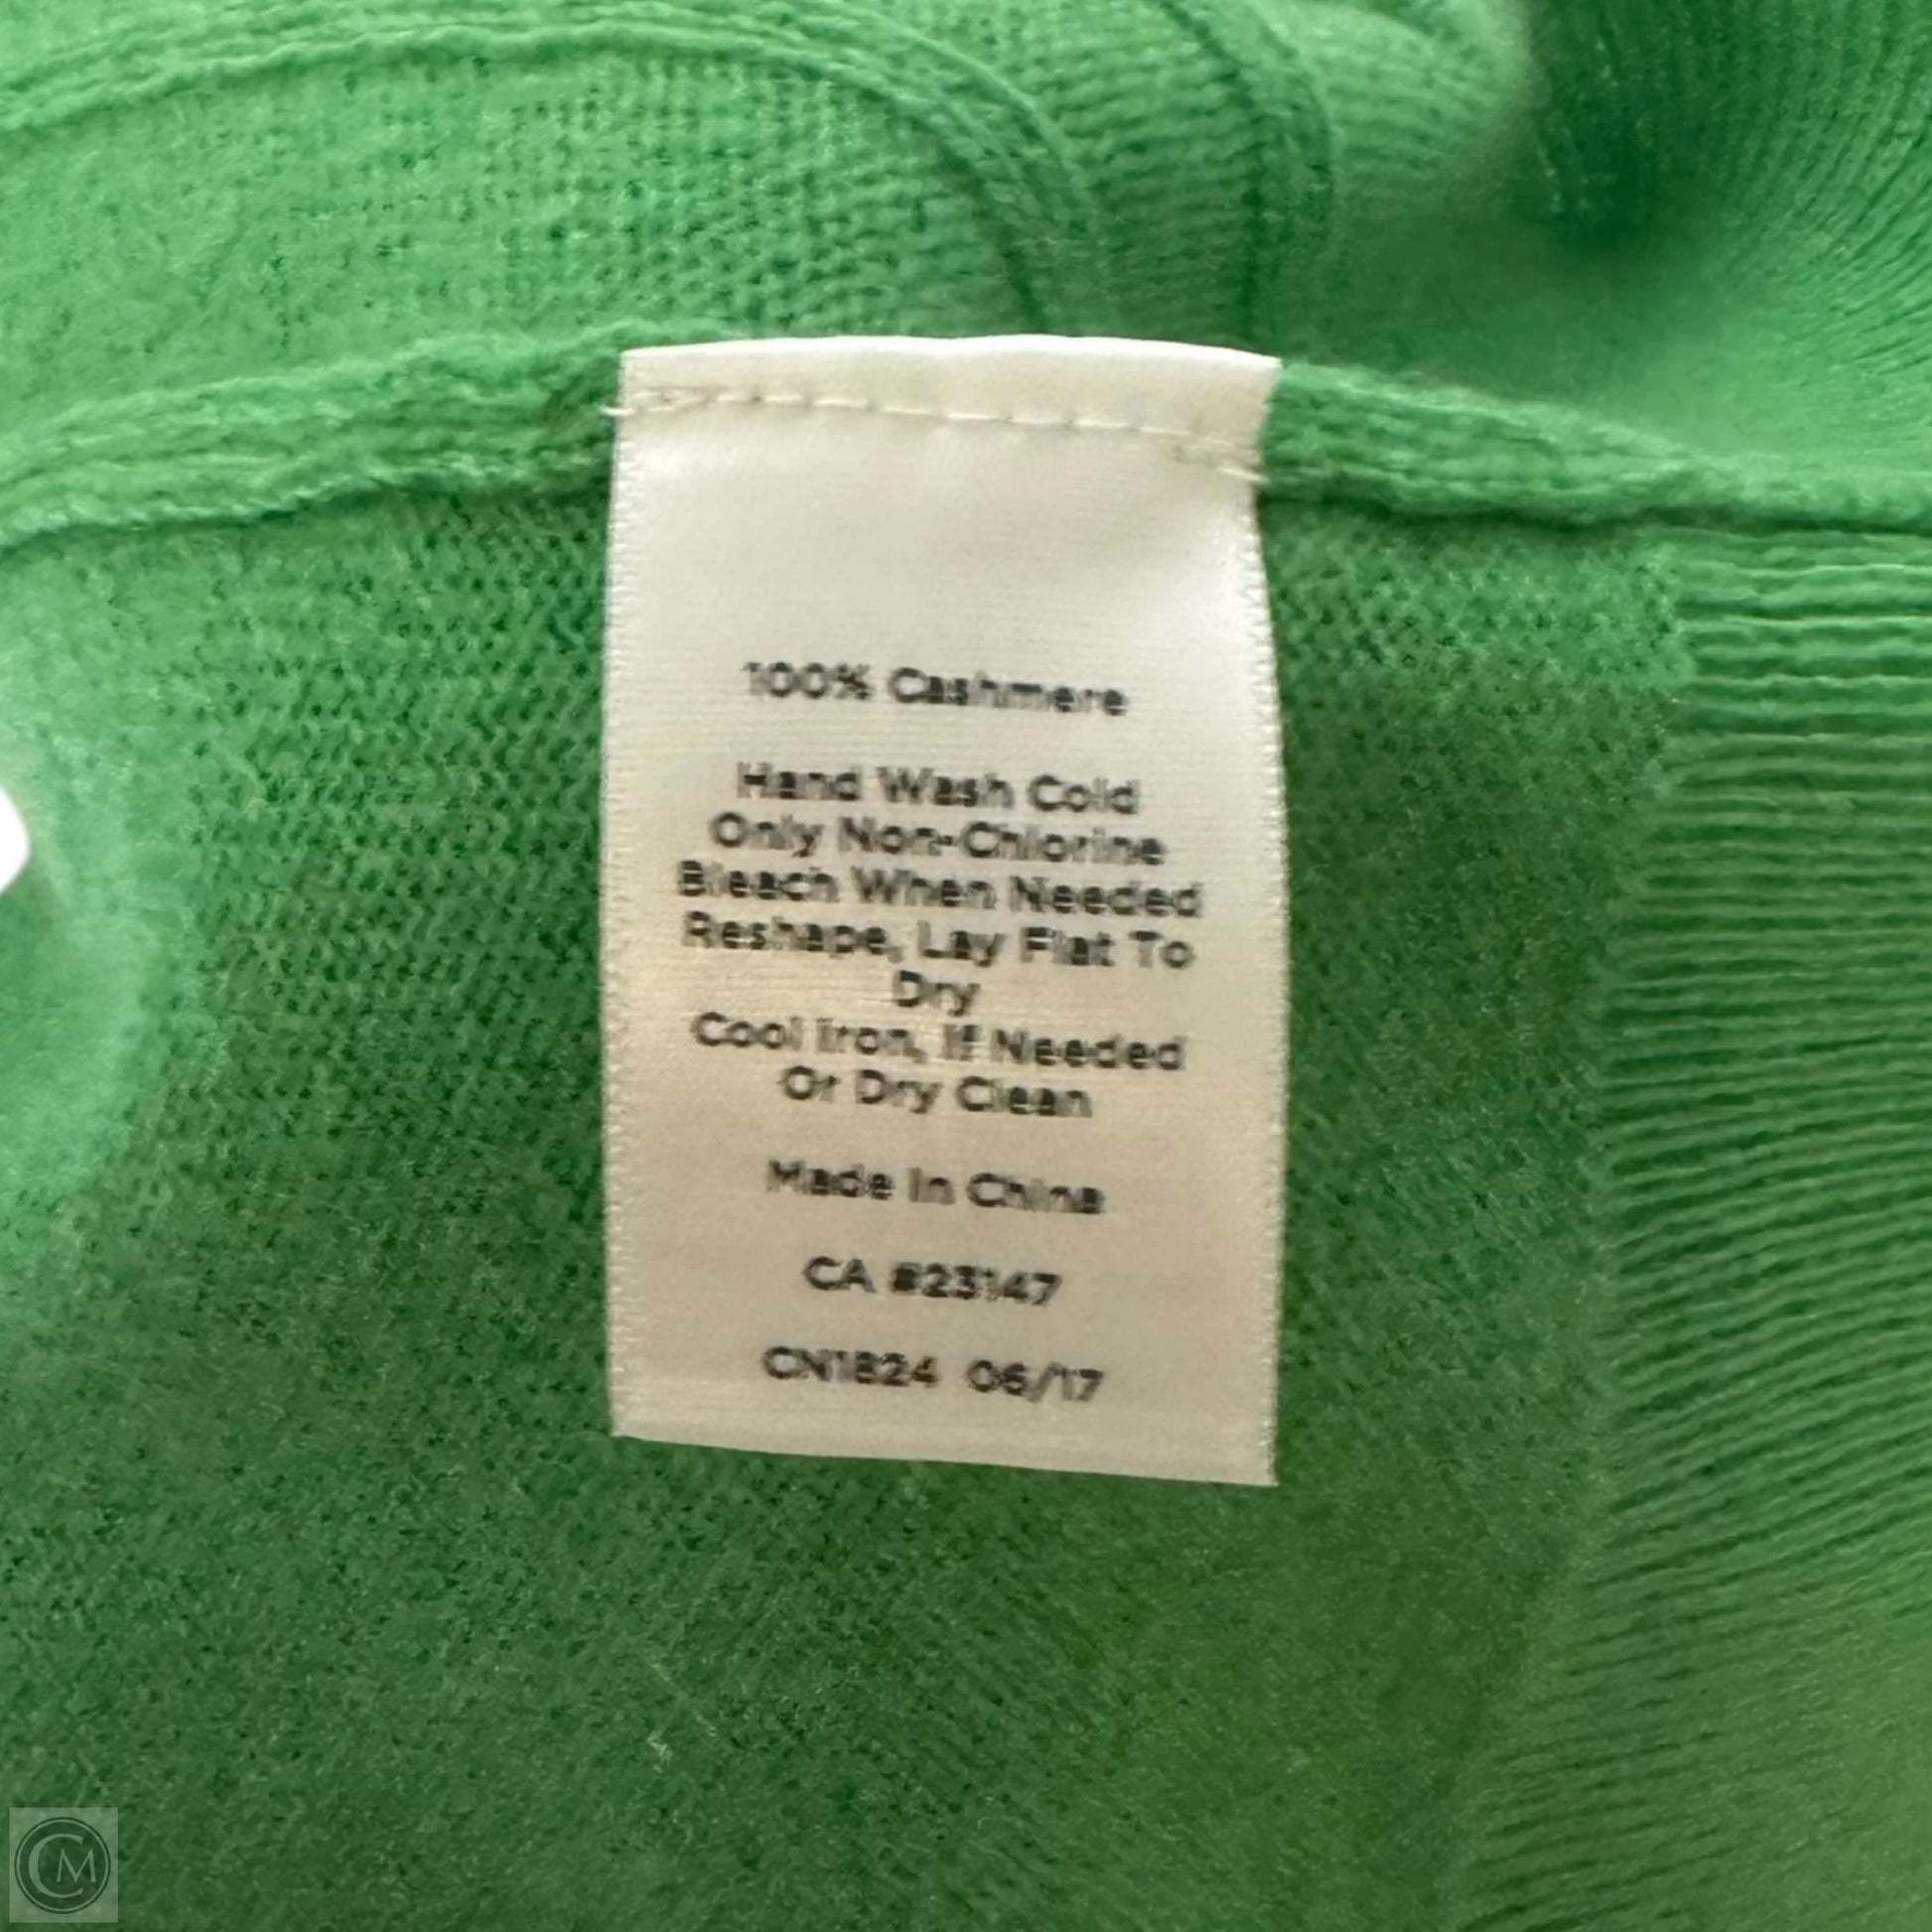 100% Cashmere
Hand Wash Cold
Only Non-Chlorine
Bleach When Needed
Reshape, Lay Flat To
Dry
Cool Iron, If Needed
Or Dry Clean
Made In China
CA #23147
CN1824 06/17
CM